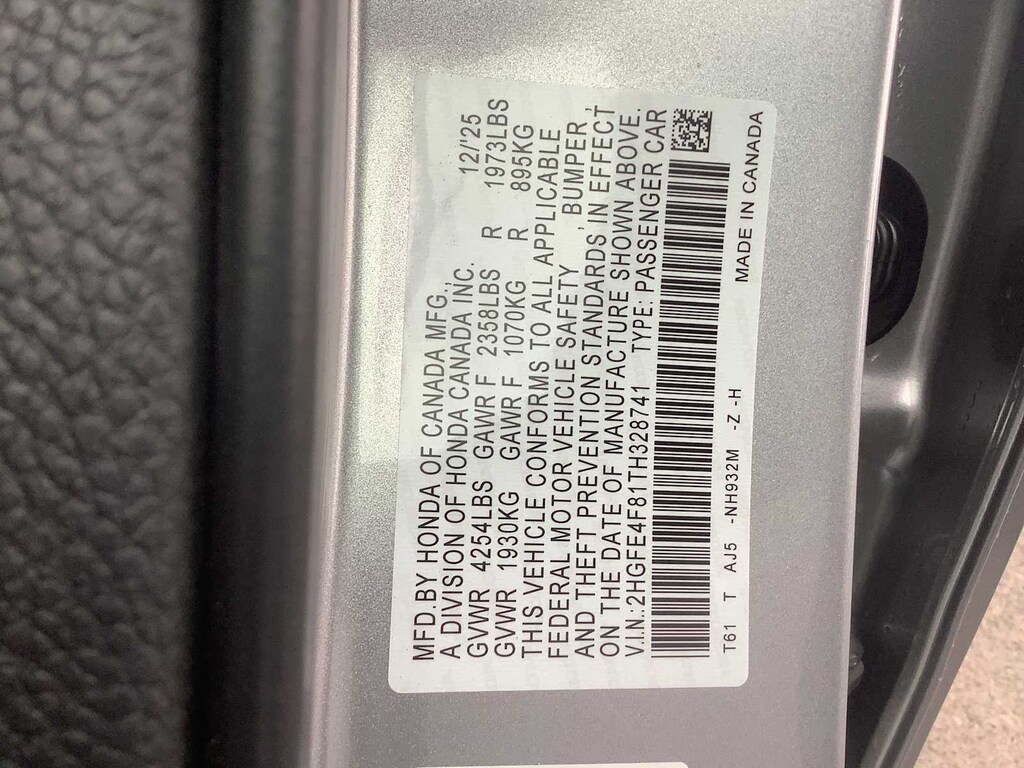 MFD.BY HONDA OF CANADA MFG.,
A DIVISION OF HONDA CANADA INC. 12/'25
GVWR 4254LBS GAWR F 2358LBS R 1973LBS
GVWR 1930KG GAWR F 1070KG R 895KG
THIS VEHICLE CONFORMS TO ALL APPLICABLE
FEDERAL MOTOR VEHICLE SAFETY, BUMPER,
AND THEFT PREVENTION STANDARDS, IN EFFECT
ON THE DATE OF MANUFACTURE SHOWN ABOVE.
V.I.N.:2HGFE4F81TH328741 TYPE: PASSENGER CAR
T61 T AJ5 -NH932M -Z -H
MADE IN CANADA